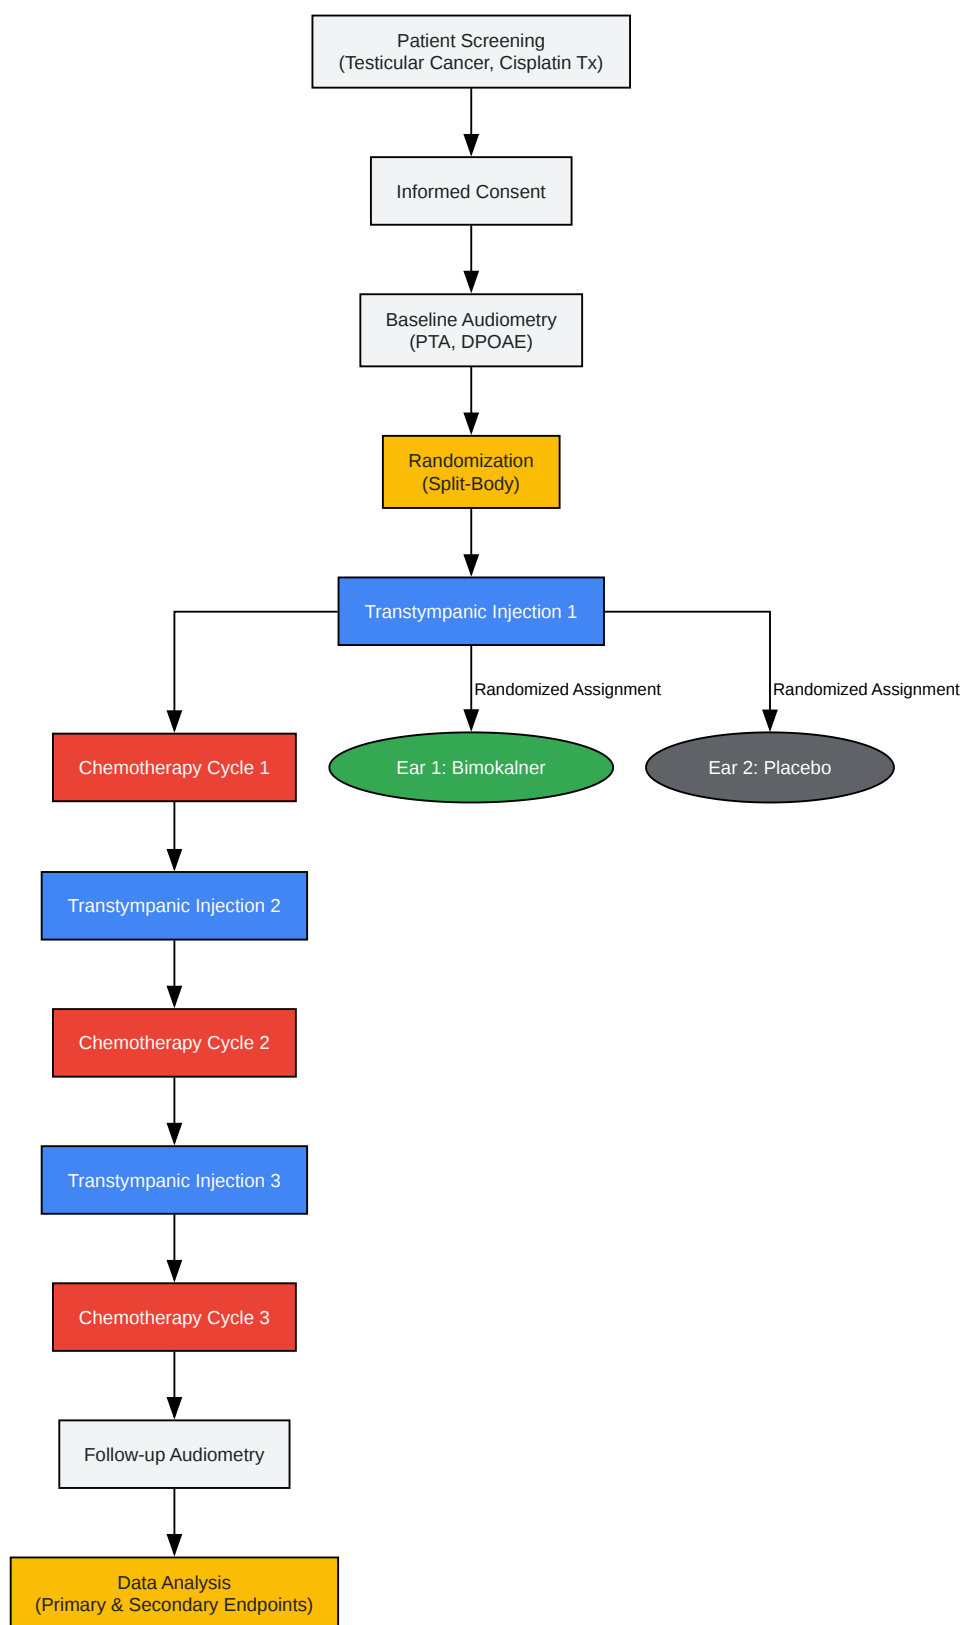 Patient Screening
(Testicular Cancer, Cisplatin Tx)
Informed Consent
Baseline Audiometry
(PTA, DPOAE)
Randomization
(Split-Body)
Transtympanic Injection 1
Randomized Assignment
Randomized Assignment
Chemotherapy Cycle 1
Ear 1: Bimokalner
Ear 2: Placebo
Transtympanic Injection 2
Chemotherapy Cycle 2
Transtympanic Injection 3
Chemotherapy Cycle 3
Follow-up Audiometry
Data Analysis
(Primary & Secondary Endpoints)